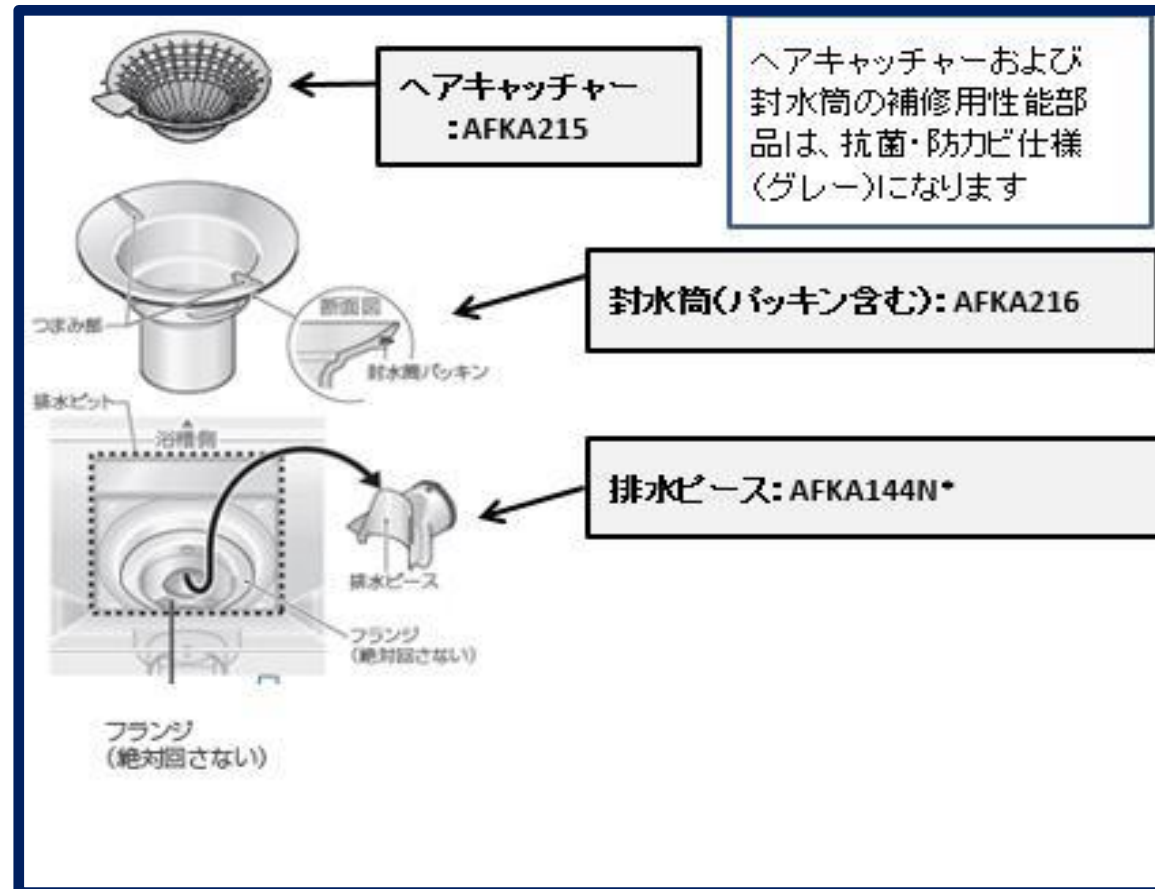 ヘアキャッチャー
:AFKA215
ヘアキャッチャーおよび
封水筒の補修用性能部
品は、抗菌・防カビ仕様
(グレー)になります
封水筒(パッキン含む):AFKA216
つまみ部
断面図
封水筒パッキン
排水ピット
浴槽側
排水ピース:AFKA144N*
排水ピース
フランジ
(絶対回さない)
フランジ
(絶対回さない)